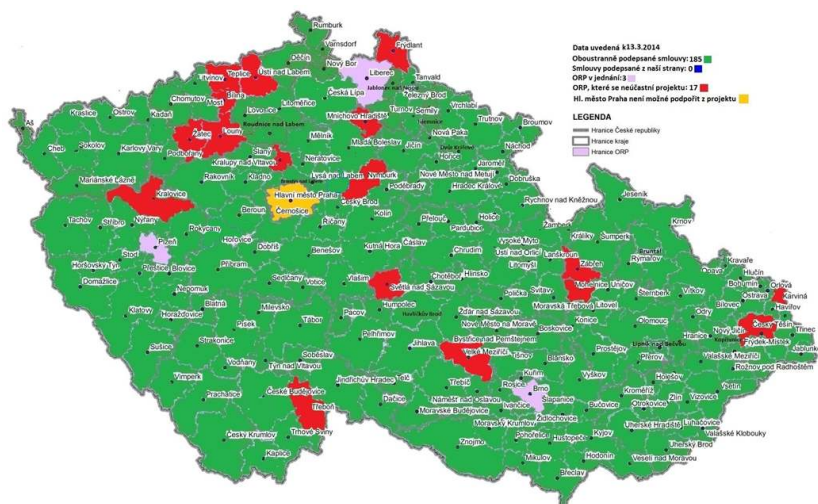 Data uvedená k13.3.2014
Oboustranně podepsané smlouvy:185
Smlouvy podepsané z naší strany: 0
ORP v jednání:3
ORP, které se neúčastní projektu: 17
Hl. město Praha není možné podpořit z projektu
LEGENDA
Hranice České republiky
Hranice kraje
Hranice ORP
Rumburk
Varnsdorf
Frýdlant
Děčín
Nový Bor
Liberec
Litvínov
Teplice
Ústí nad Labem
Jablonec nad Nisou
Tanvald
Železný Brod
Česká Lípa
Bílina
Most
Chomutov
Litoměřice
Turnov
Semily
Vrchlabí
Trutnov
Broumov
Kraslice
Ostrov
Kadaň
Lovosice
Roudnice nad Labem
Mnichovo Hradiště
Nová Paka
Náchod
Aš
Sokolov
Karlovy Vary
Žatec
Louny
Mělník
Mladá Boleslav
Jičín
Hořice
Jaroměř
Cheb
Podbořany
Slaný
Kralupy nad Vltavou
Neratovice
Nové Město nad Metují
Dobruška
Mariánské Lázně
Rakovník
Kladno
Lysá nad Labem
Nymburk
Poděbrady
Hradec Králové
Rychnov nad Kněžnou
Jeseník
Kralovice
Hlavní město Praha
Černošice
Český Brod
Kolín
Přelouč
Holice
Žamberk
Králíky
Krnov
Tachov
Stříbro
Nýřany
Beroun
Říčany
Pardubice
Šumperk
Rokycany
Plzeň
Hořovice
Dobříš
Benešov
Kutná Hora
Čáslav
Chrudim
Vysoké Mýto
Ústí nad Orlicí
Lanškroun
Bruntál
Rýmařov
Kravaře
Opava
Hlučín
Stod
Horšovský Týn
Přeštice
Blovice
Příbram
Sedlčany
Votice
Vlašim
Chotěboř
Hlinsko
Litomyšl
Zábřeh
Bohumín
Orlová
Karviná
Domažlice
Nepomuk
Světlá nad Sázavou
Polička
Svitavy
Mohelnice
Uničov
Šternberk
Vítkov
Bílovec
Ostrava
Havířov
Klatovy
Horažďovice
Blatná
Milevsko
Humpolec
Havlíčkův Brod
Žďár nad Sázavou
Moravská Třebová
Litovel
Odry
Český Těšín
Písek
Tábor
Pacov
Pelhřimov
Nové Město na Moravě
Boskovice
Konice
Olomouc
Hranice
Nový Jičín
Kopřivnice
Frýdek-Místek
Třinec
Sušice
Strakonice
Jihlava
Bystřice nad Pernštejnem
Velké Meziříčí
Tišnov
Blansko
Prostějov
Přerov
Lipník nad Bečvou
Valašské Meziříčí
Rožnov pod Radhoštěm
Jablunkov
Vodňany
Týn nad Vltavou
Soběslav
Vimperk
Prachatice
České Budějovice
Jindřichův Hradec
Telč
Třebíč
Kuřim
Rosice
Brno
Vyškov
Holešov
Vsetín
Třeboň
Dačice
Náměšť nad Oslavou
Ivančice
Šlapanice
Bučovice
Kroměříž
Otrokovice
Zlín
Vizovice
Český Krumlov
Trhové Sviny
Moravské Budějovice
Moravský Krumlov
Židlochovice
Kyjov
Uherské Hradiště
Luhačovice
Valašské Klobouky
Kaplice
Znojmo
Pohořelice
Hustopeče
Uherský Brod
Mikulov
Hodonín
Veselí nad Moravou
Břeclav